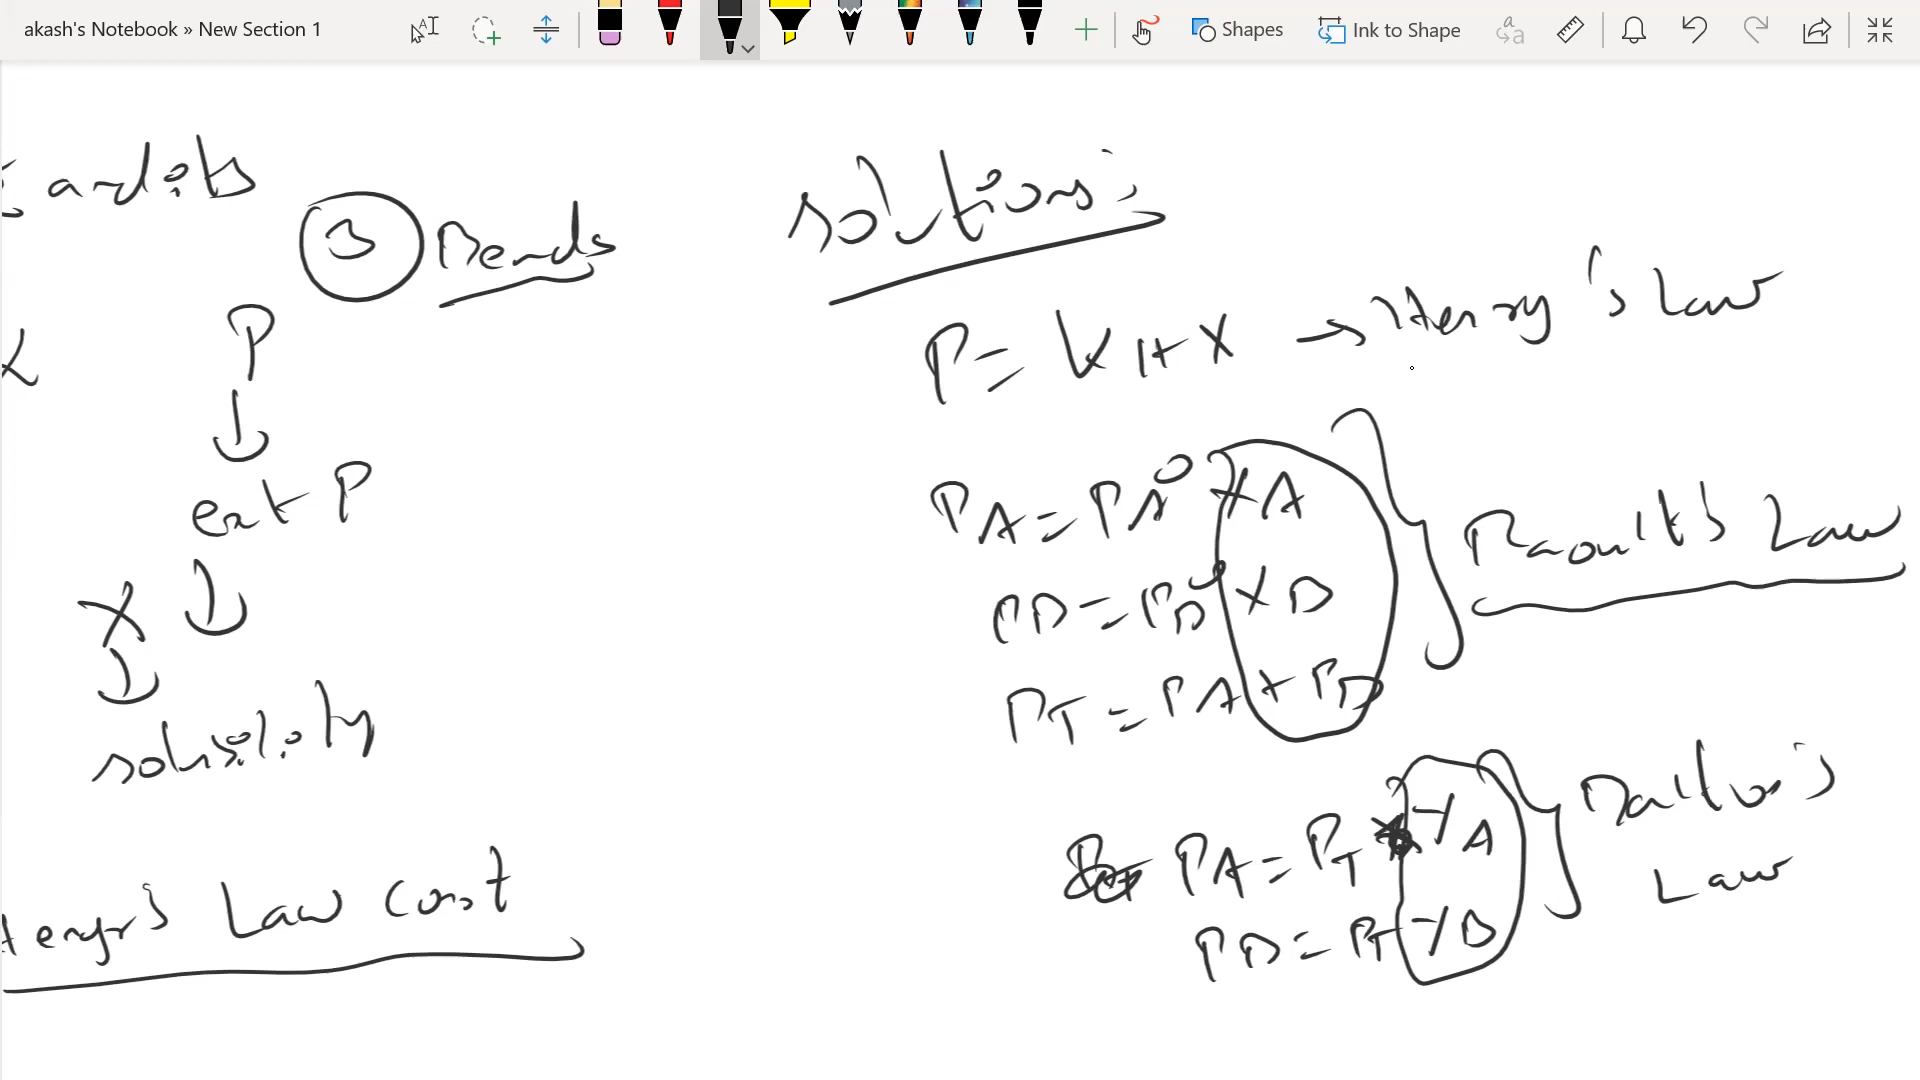 akash's Notebook » New Section 1
Shapes
Ink to Shape
3 Bends
P
ext P
X
solubility
Henry's Law const
solutions:
P = KH X → Henry's Law
PA = PA° XA
PB = PB° XB
PT = PA + PB
Raoult's Law
PA = PT YA
PB = PT YB
Dalton's
Law